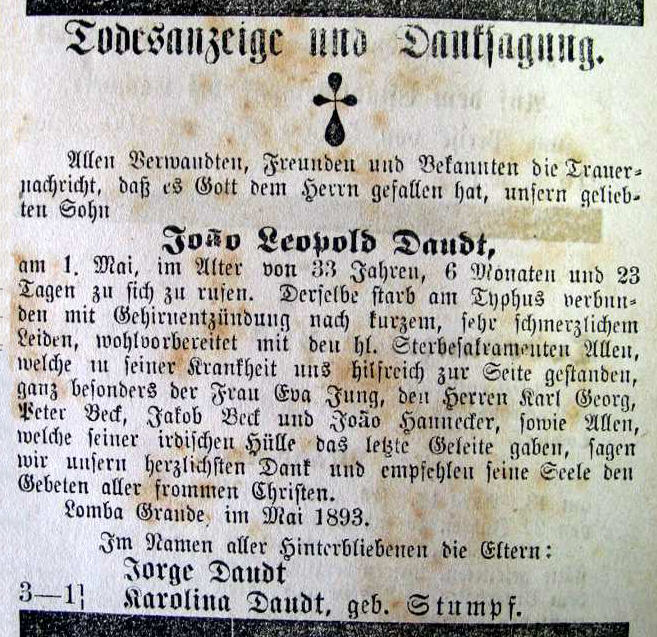 Todesanzeige und Danksagung.
Allen Verwandten, Freunden und Bekannten die Trauer-
nachricht, daß es Gott dem Herrn gefallen hat, unsern gelieb-
ten Sohn
João Leopold Daudt,
am 1. Mai, im Alter von 33 Jahren, 6 Monaten und 23
Tagen zu sich zu rufen. Derselbe starb am Typhus verbun-
den mit Gehirnentzündung nach kurzem, sehr schmerzlichem
Leiden, wohlvorbereitet mit den hl. Sterbesakramenten Allen,
welche in seiner Krankheit uns hilfreich zur Seite gestanden,
ganz besonders der Frau Eva Jung, den Herren Karl Georg,
Peter Beck, Jakob Beck und João Hannecker, sowie Allen,
welche seiner irdischen Hülle das letzte Geleite gaben, sagen
wir unsern herzlichsten Dank und empfehlen seine Seele den
Gebeten aller frommen Christen.
Lomba Grande, im Mai 1893.
Im Namen aller Hinterbliebenen die Eltern:
Jorge Daudt
3—1] Karolina Daudt, geb. Stumpf.